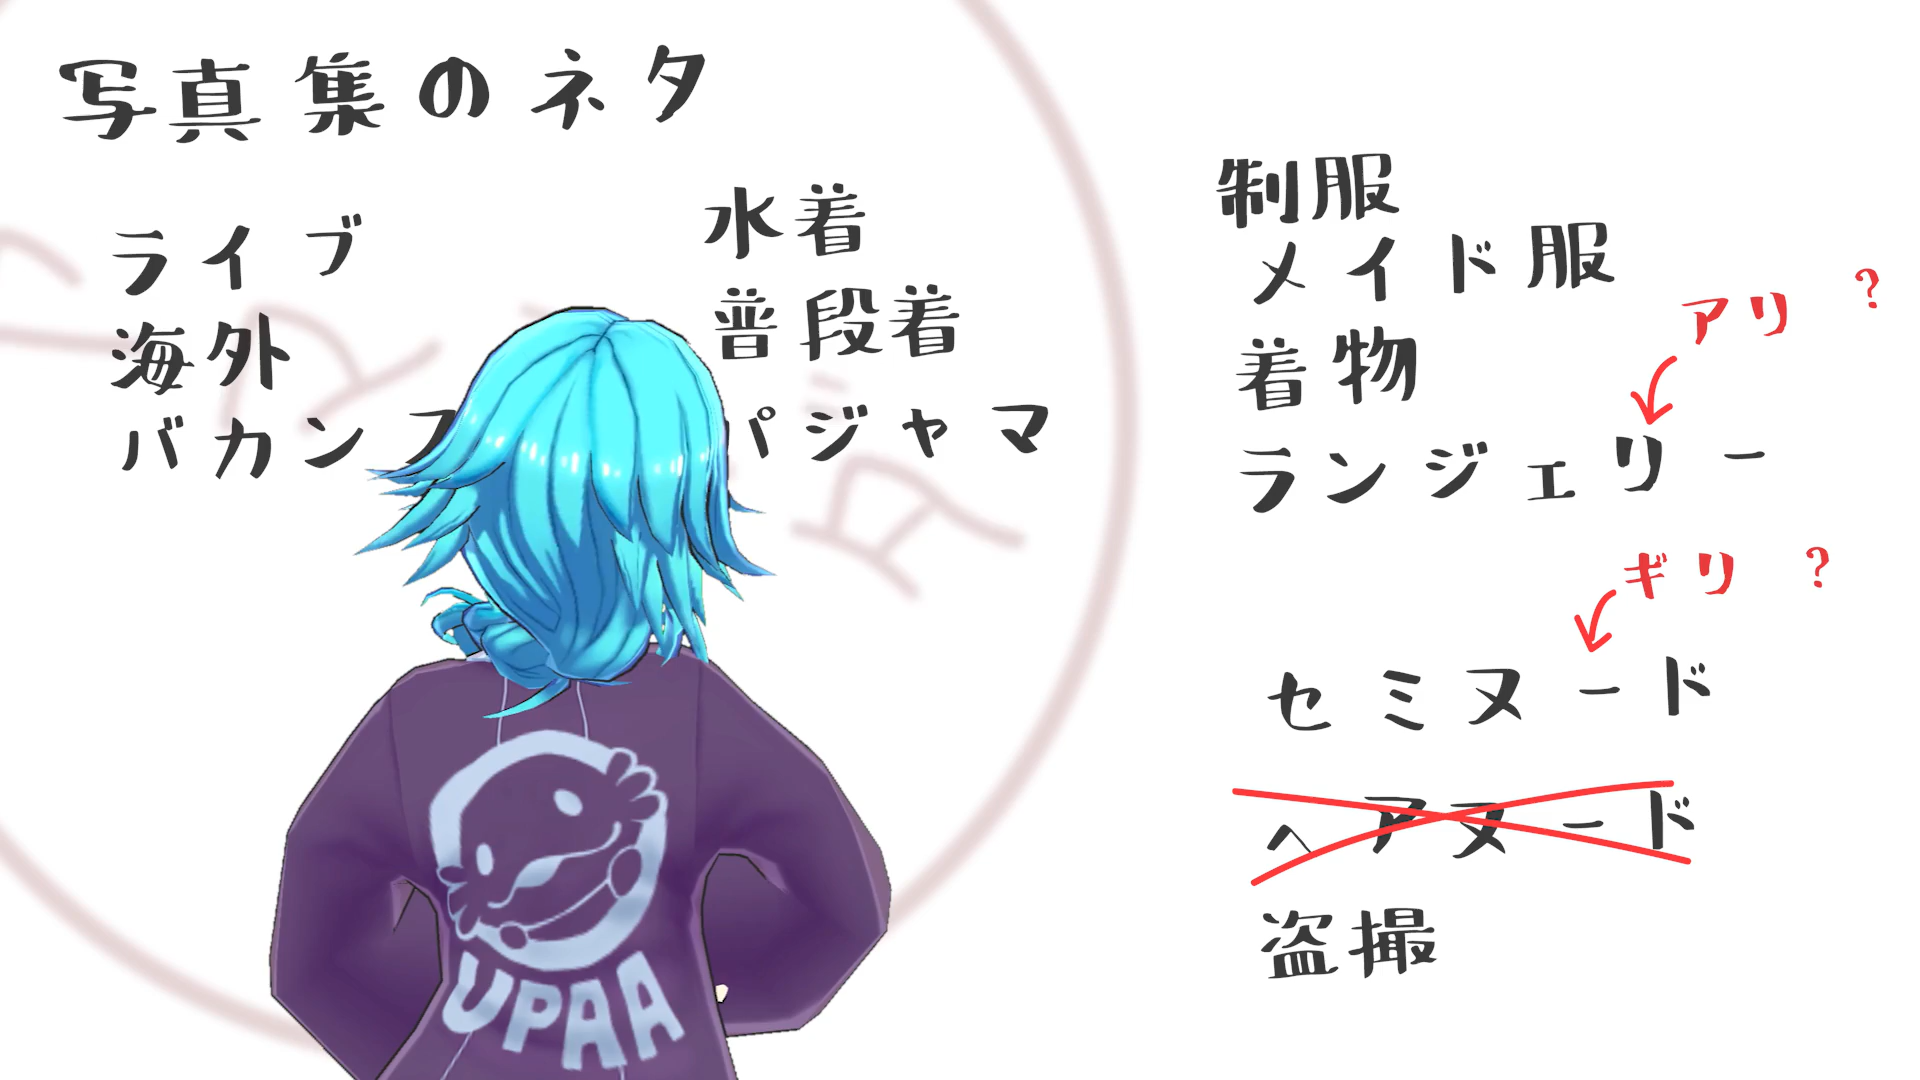 写真集のネタ
ライブ
海外
バカンス
水着
普段着
パジャマ
制服
メイド服
着物
アリ?
ランジェリー
ギリ?
セミヌード
ヘアヌード
盗撮
UPAA